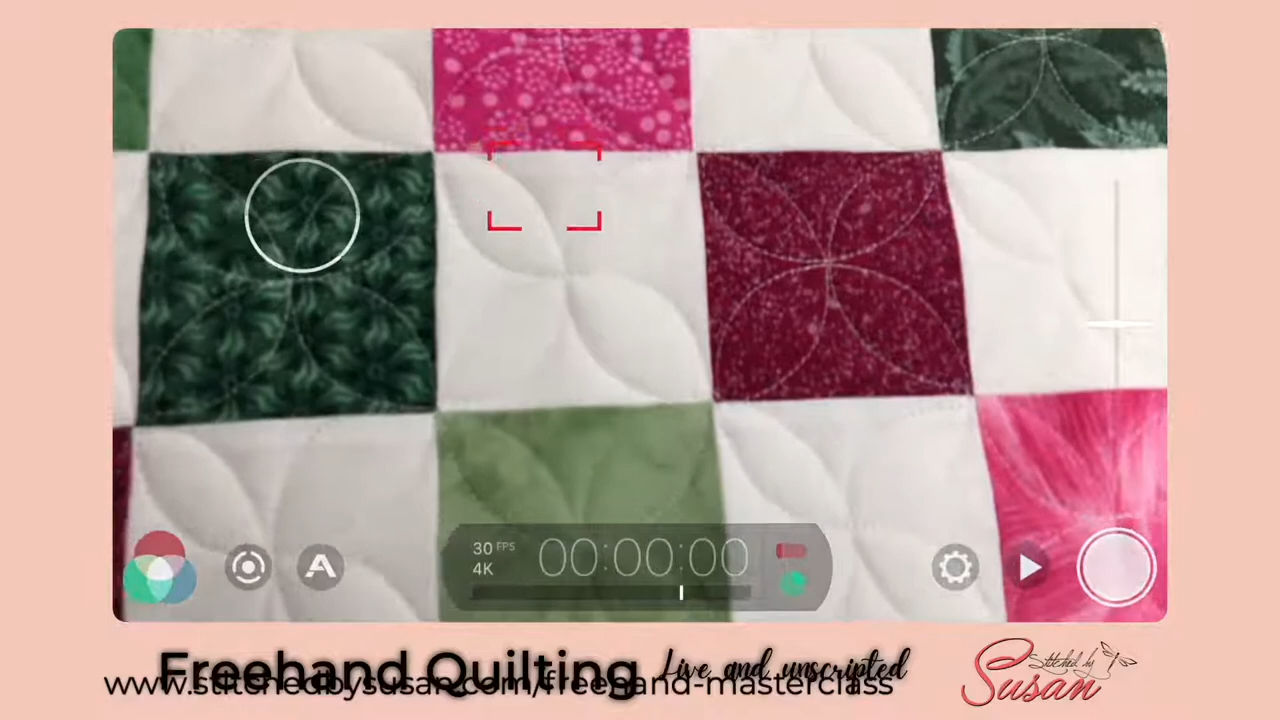 30 FPS
4K
00:00:00
A
Freehand Quilting
Live and unscripted
www.stitchedbysusan.com/freehand-masterclass
Stitched by
Susan